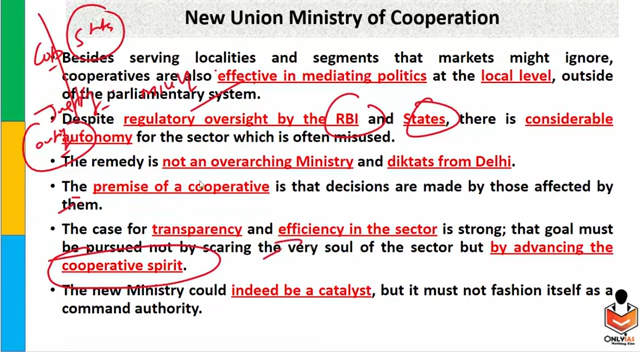 New Union Ministry of Cooperation
States
Besides serving localities and segments that markets might ignore,
cooperatives are also effective in mediating politics at the local level, outside
of the parliamentary system.
Despite regulatory oversight by the RBI and States, there is considerable
autonomy for the sector which is often misused.
The remedy is not an overarching Ministry and diktats from Delhi.
The premise of a cooperative is that decisions are made by those affected by
them.
The case for transparency and efficiency in the sector is strong; that goal must
be pursued not by scaring the very soul of the sector but by advancing the
cooperative spirit.
The new Ministry could indeed be a catalyst, but it must not fashion itself as a
command authority.
ONLYIAS
Nothing Else